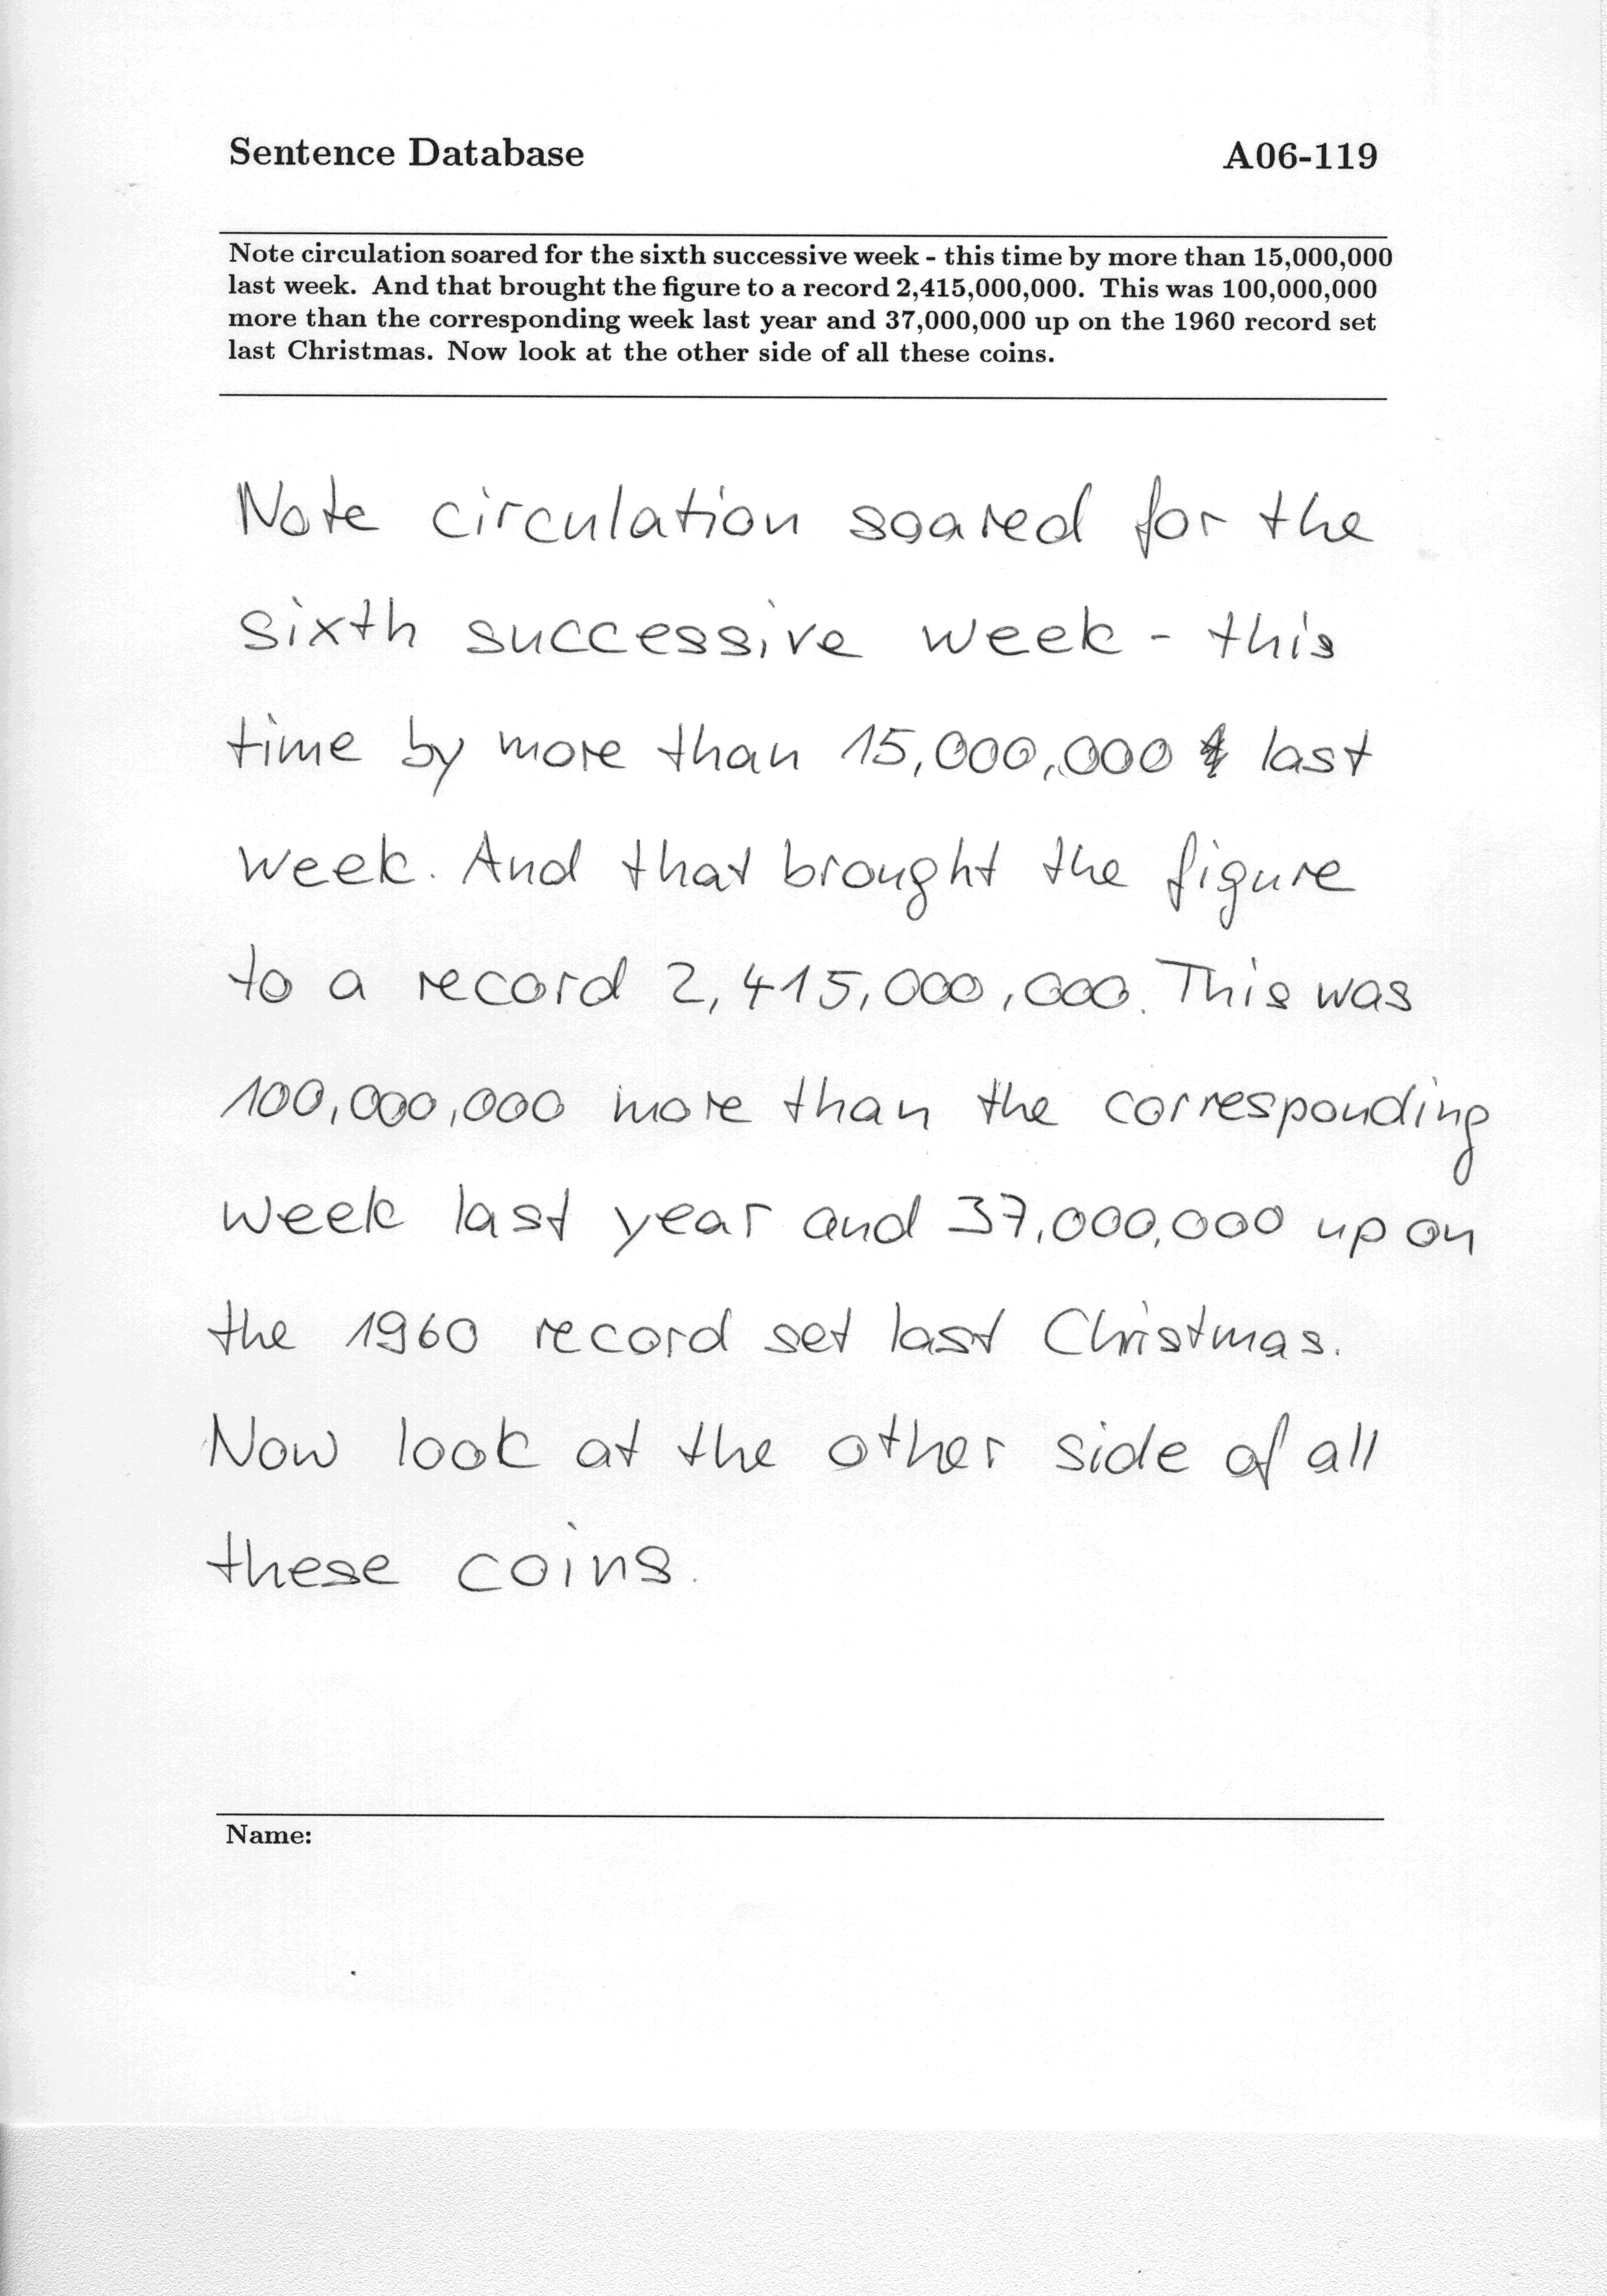 Sentence Database A06-119
Note circulation soared for the sixth successive week - this time by more than 15,000,000
last week. And that brought the figure to a record 2,415,000,000. This was 100,000,000
more than the corresponding week last year and 37,000,000 up on the 1960 record set
last Christmas. Now look at the other side of all these coins.
Note circulation soared for the
sixth successive week - this
time by more than 15,000,000 last
week. And that brought the figure
to a record 2,415,000,000. This was
100,000,000 more than the corresponding
week last year and 37,000,000 up on
the 1960 record set last Christmas.
Now look at the other side of all
these coins.
Name: